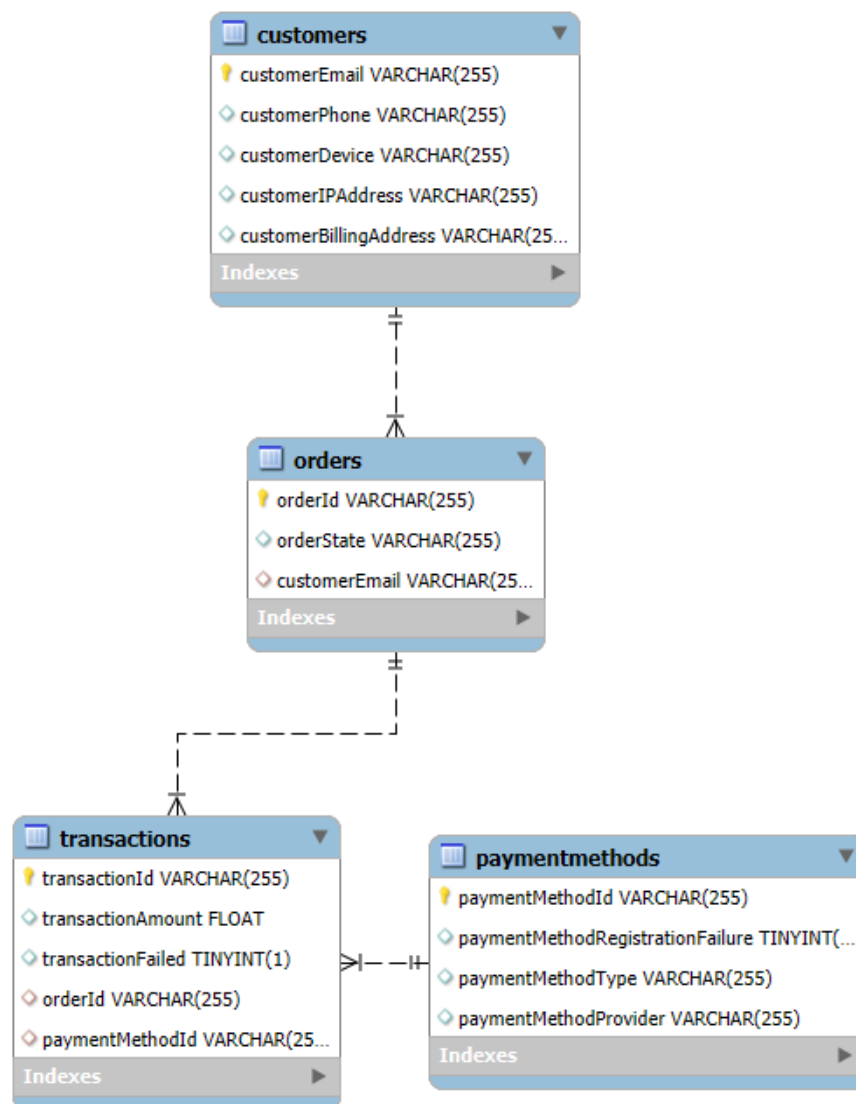 customers
customerEmail VARCHAR(255)
customerPhone VARCHAR(255)
customerDevice VARCHAR(255)
customerIPAddress VARCHAR(255)
customerBillingAddress VARCHAR(25...
Indexes
orders
orderId VARCHAR(255)
orderState VARCHAR(255)
customerEmail VARCHAR(25...
Indexes
transactions
transactionId VARCHAR(255)
transactionAmount FLOAT
transactionFailed TINYINT(1)
orderId VARCHAR(255)
paymentMethodId VARCHAR(25...
Indexes
paymentmethods
paymentMethodId VARCHAR(255)
paymentMethodRegistrationFailure TINYINT(...
paymentMethodType VARCHAR(255)
paymentMethodProvider VARCHAR(255)
Indexes